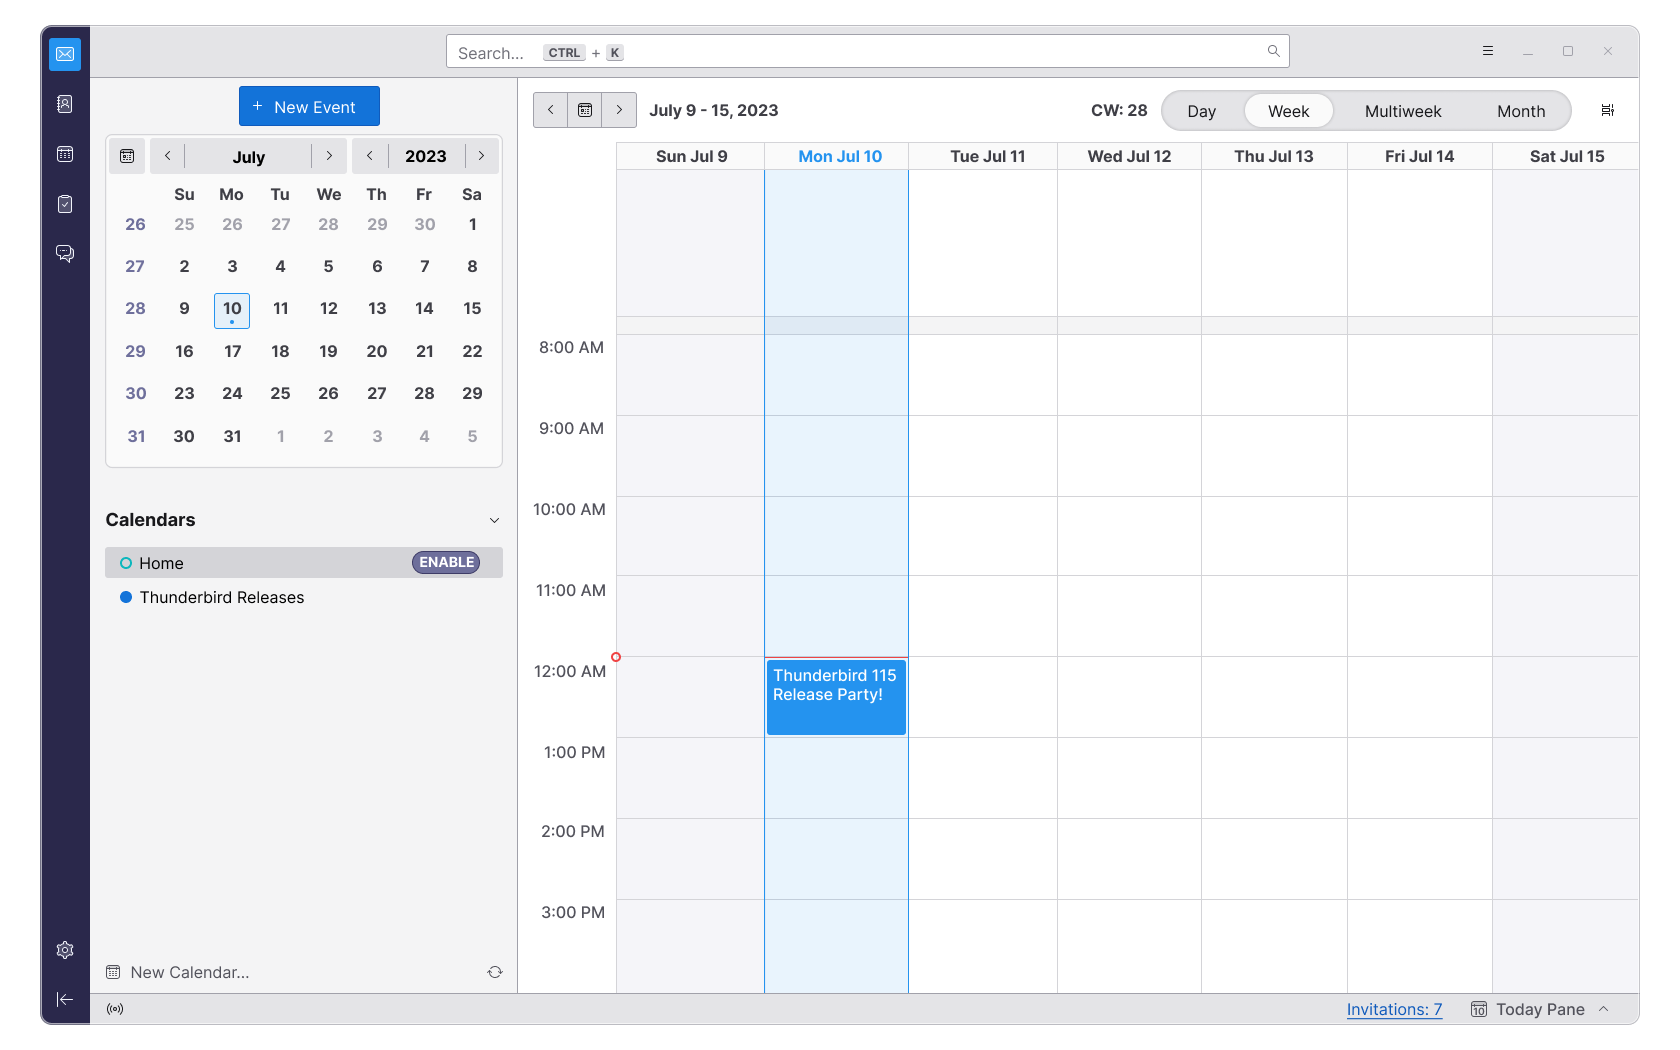 Search... CTRL + K
+ New Event
July 2023
Su Mo Tu We Th Fr Sa
26 25 26 27 28 29 30 1
27 2 3 4 5 6 7 8
28 9 10 11 12 13 14 15
29 16 17 18 19 20 21 22
30 23 24 25 26 27 28 29
31 30 31 1 2 3 4 5
Calendars
Home ENABLE
Thunderbird Releases
New Calendar...
July 9 - 15, 2023 CW: 28 Day Week Multiweek Month
Sun Jul 9 Mon Jul 10 Tue Jul 11 Wed Jul 12 Thu Jul 13 Fri Jul 14 Sat Jul 15
8:00 AM
9:00 AM
10:00 AM
11:00 AM
12:00 AM
Thunderbird 115
Release Party!
1:00 PM
2:00 PM
3:00 PM
Invitations: 7 10 Today Pane